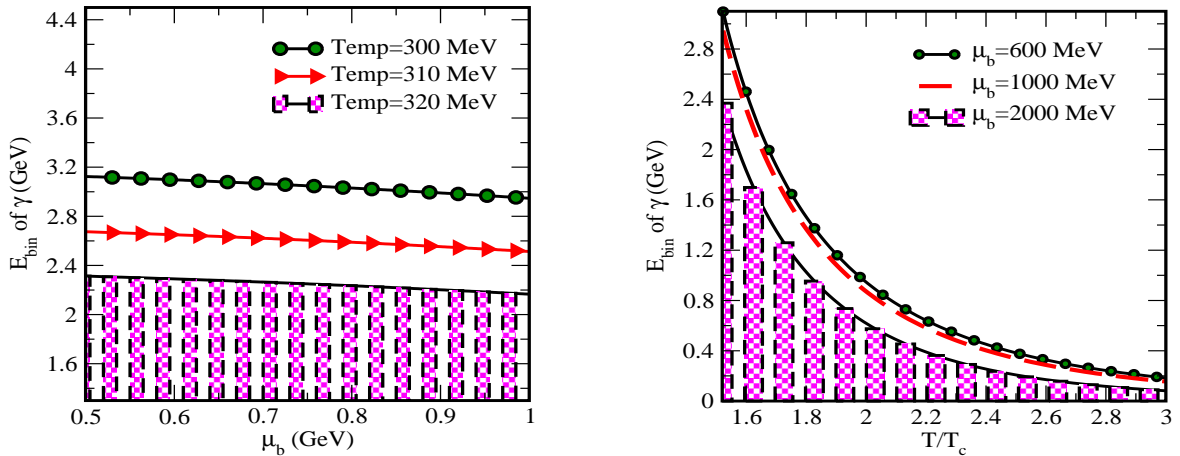 4.4
4
3.6
3.2
2.8
2.4
2
1.6
E_bin of γ (GeV)
Temp=300 MeV
Temp=310 MeV
Temp=320 MeV
0.5 0.6 0.7 0.8 0.9 1
μ_b (GeV)
2.8
2.4
2
1.6
1.2
0.8
0.4
0
E_bin of γ (GeV)
μ_b=600 MeV
μ_b=1000 MeV
μ_b=2000 MeV
1.6 1.8 2 2.2 2.4 2.6 2.8 3
T/T_c